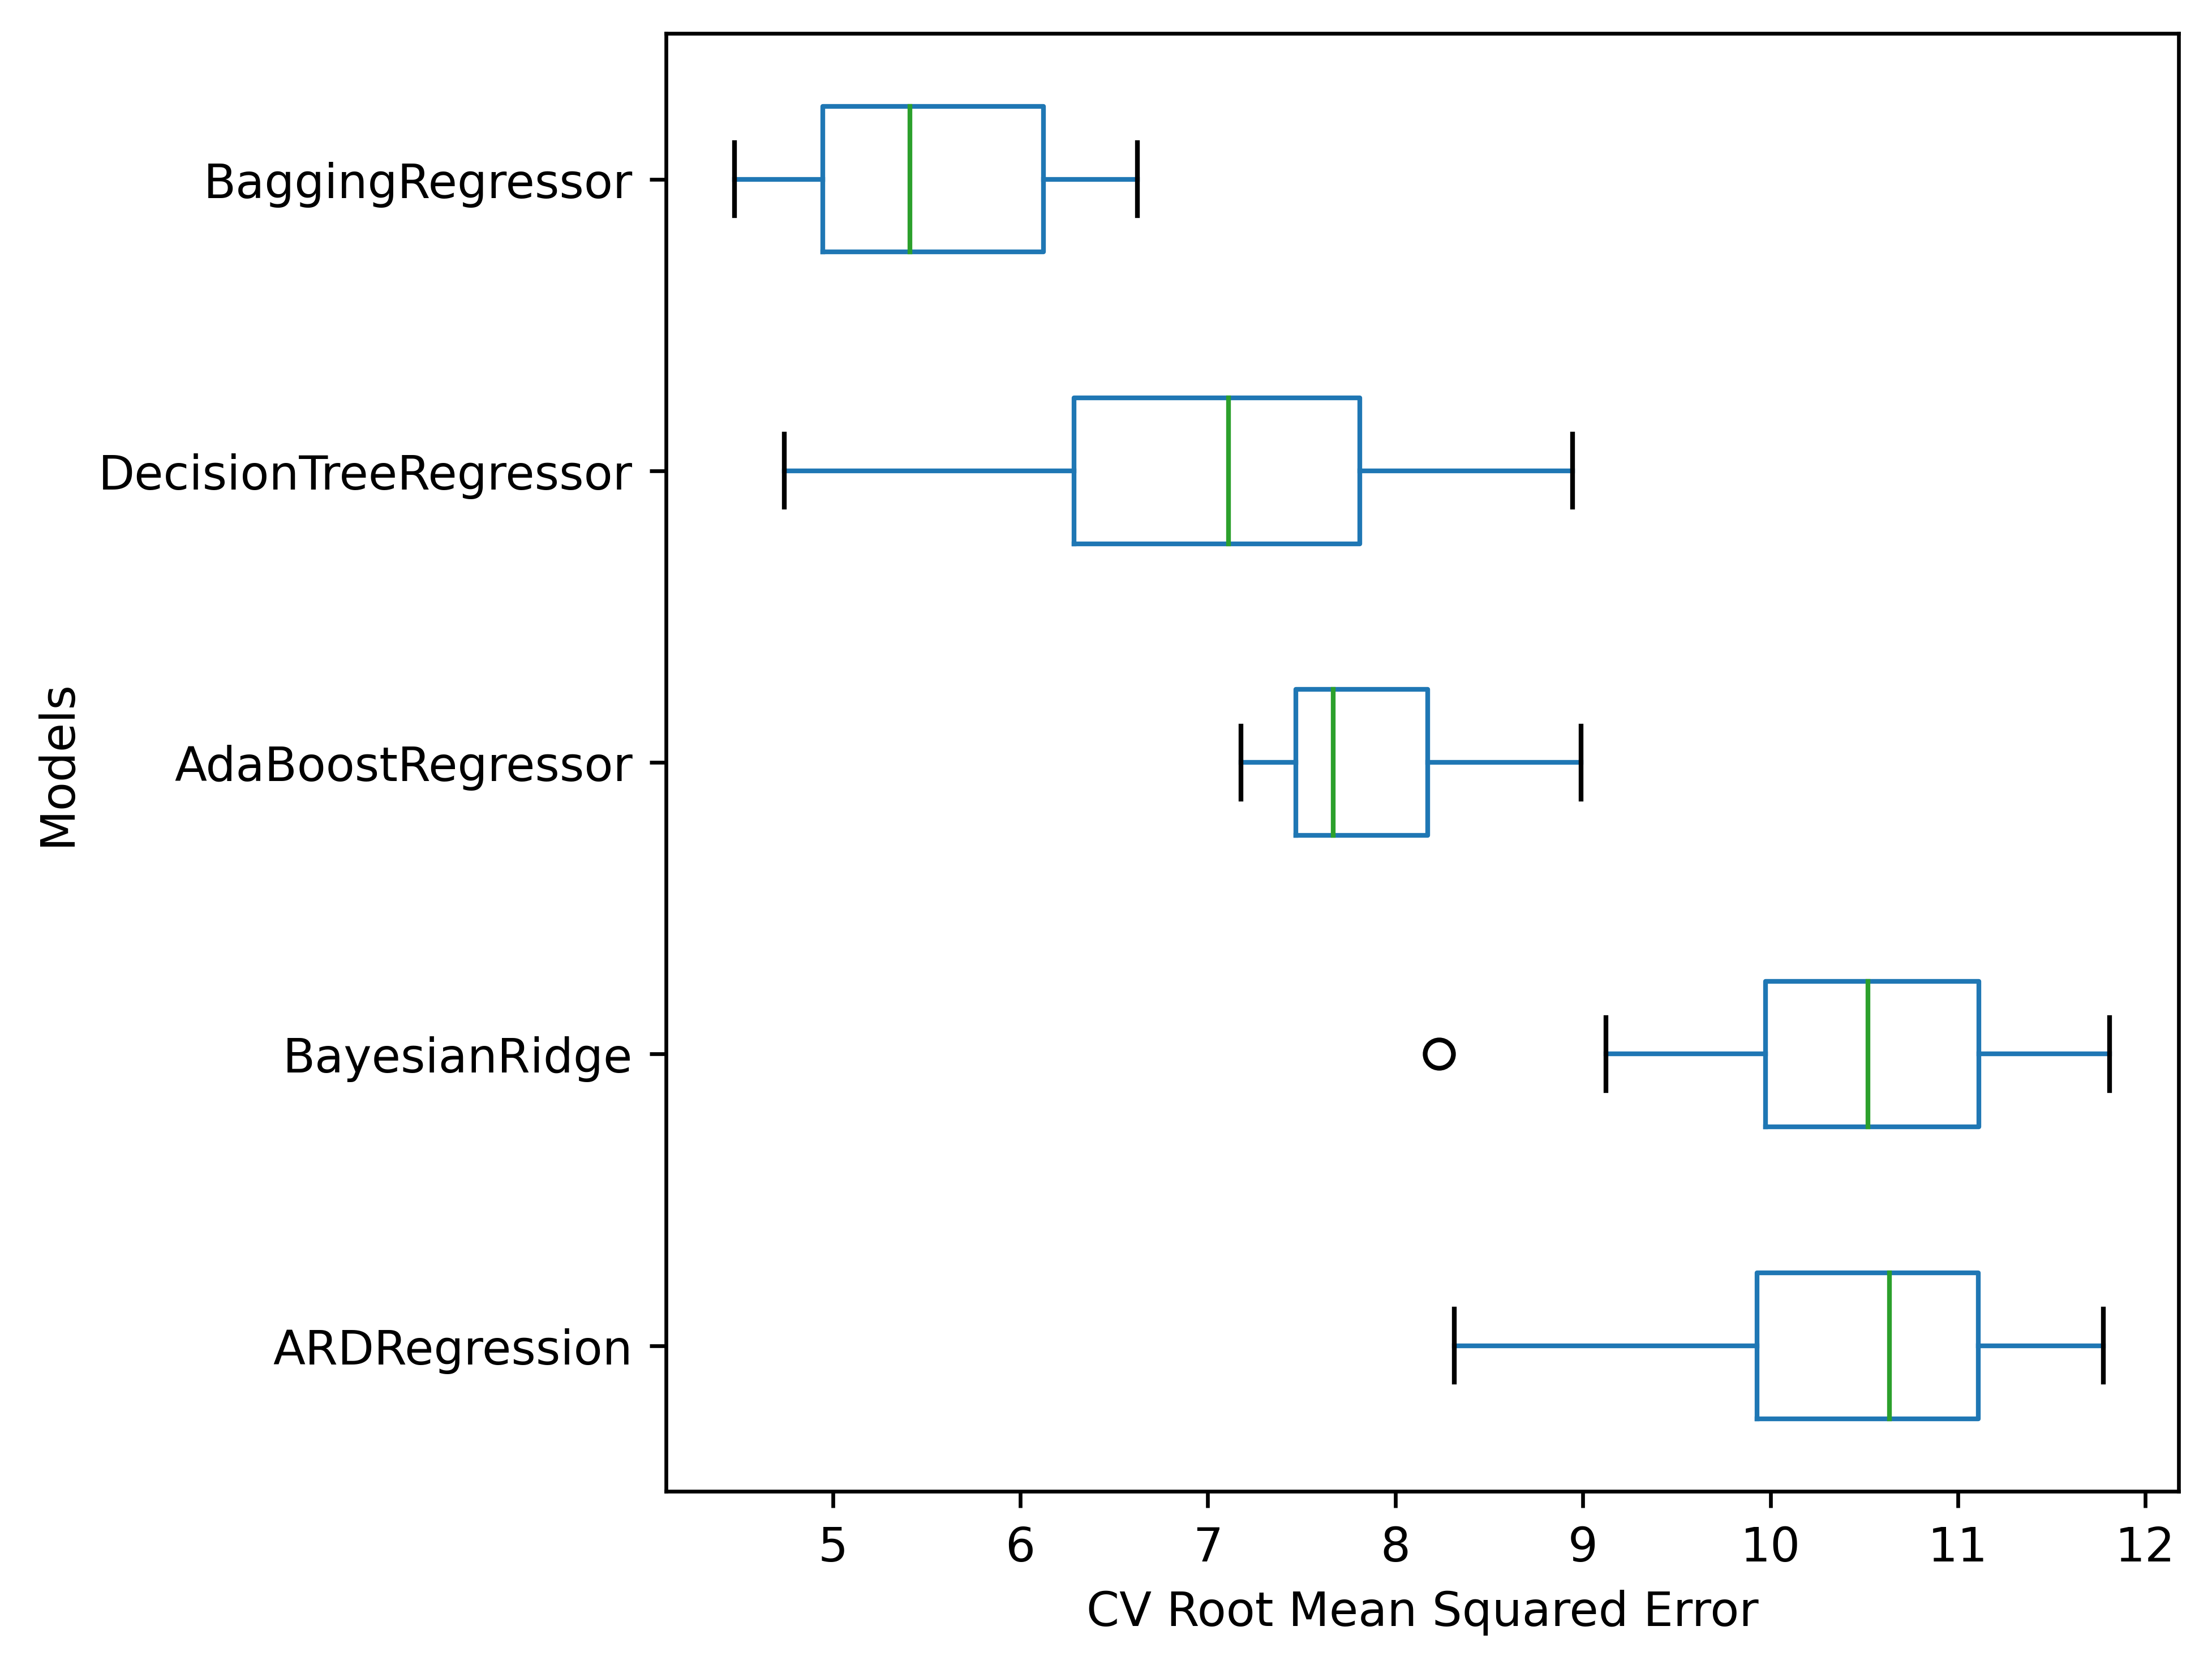 BaggingRegressor
DecisionTreeRegressor
AdaBoostRegressor
BayesianRidge
ARDRegression
Models
5 6 7 8 9 10 11 12
CV Root Mean Squared Error